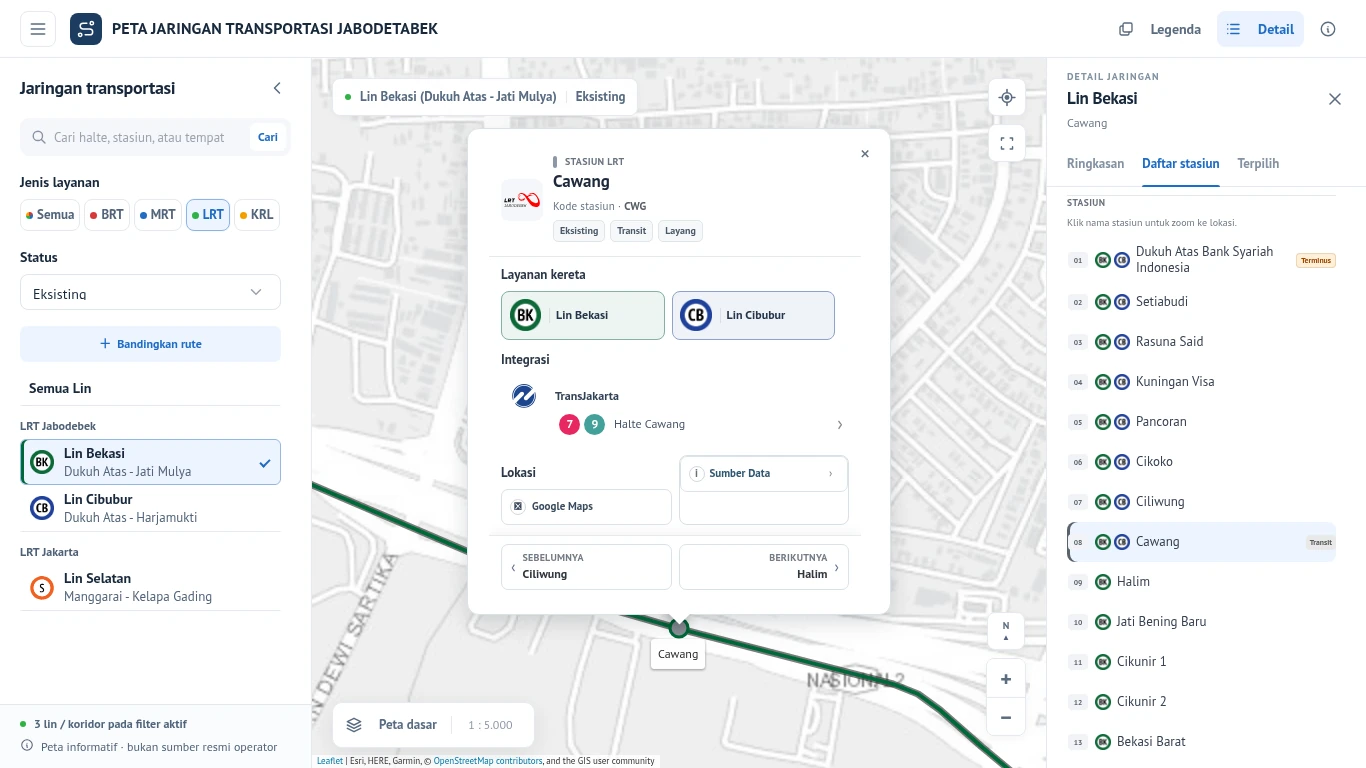 PETA JARINGAN TRANSPORTASI JABODETABEK
Legenda
Detail
Jaringan transportasi
Cari halte, stasiun, atau tempat
Cari
Jenis layanan
Semua
BRT
MRT
LRT
KRL
Status
Eksisting
+ Bandingkan rute
Semua Lin
LRT Jabodebek
BK
Lin Bekasi
Dukuh Atas - Jati Mulya
CB
Lin Cibubur
Dukuh Atas - Harjamukti
LRT Jakarta
S
Lin Selatan
Manggarai - Kelapa Gading
3 lin / koridor pada filter aktif
Peta informatif · bukan sumber resmi operator
Lin Bekasi (Dukuh Atas - Jati Mulya)
Eksisting
STASIUN LRT
Cawang
Kode stasiun · CWG
Eksisting
Transit
Layang
LRT
Layanan kereta
BK
Lin Bekasi
CB
Lin Cibubur
Integrasi
TransJakarta
7
9
Halte Cawang
Lokasi
Google Maps
i
Sumber Data
SEBELUMNYA
Ciliwung
BERIKUTNYA
Halim
Cawang
N DEWI SARTIKA
NASIONAL 2
N
+
−
Peta dasar
1 : 5.000
Leaflet | Esri, HERE, Garmin, © OpenStreetMap contributors, and the GIS user community
DETAIL JARINGAN
Lin Bekasi
Cawang
Ringkasan
Daftar stasiun
Terpilih
STASIUN
Klik nama stasiun untuk zoom ke lokasi.
01 BK CB Dukuh Atas Bank Syariah
Indonesia
Terminus
02 BK CB Setiabudi
03 BK CB Rasuna Said
04 BK CB Kuningan Visa
05 BK CB Pancoran
06 BK CB Cikoko
07 BK CB Ciliwung
08 BK CB Cawang
Transit
09 BK Halim
10 BK Jati Bening Baru
11 BK Cikunir 1
12 BK Cikunir 2
13 BK Bekasi Barat